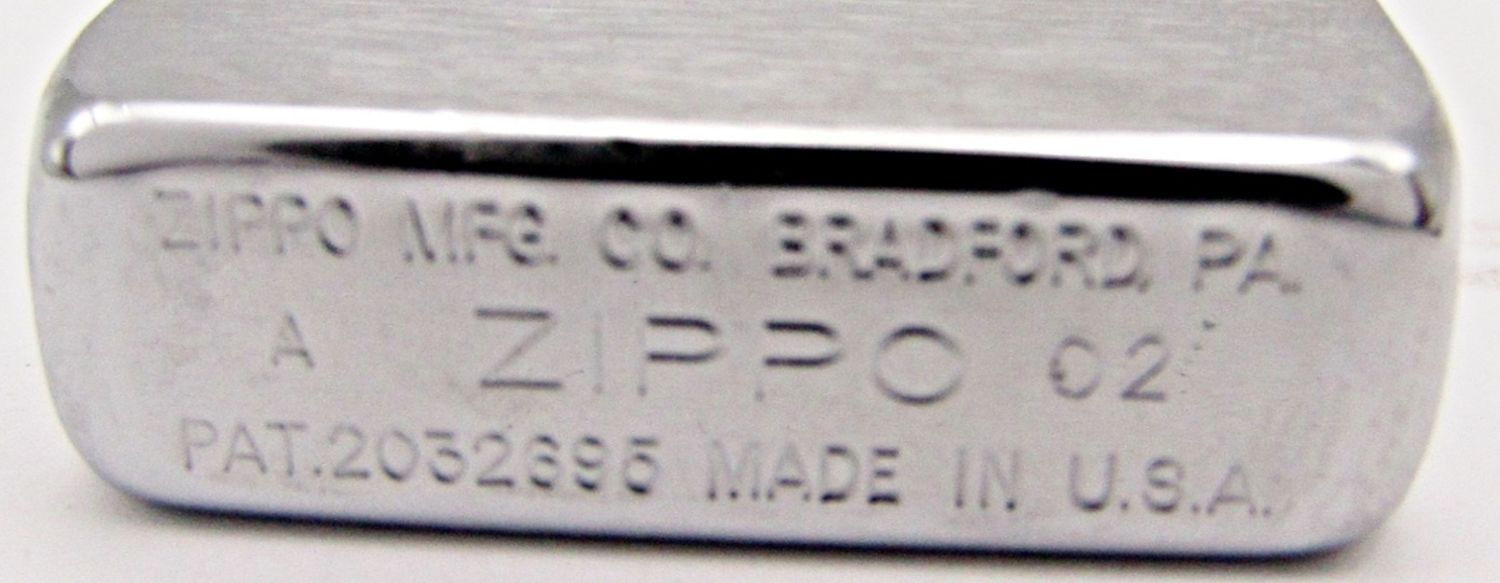 ZIPPO MFG. CO. BRADFORD, PA.
A ZIPPO 02
PAT.2032695 MADE IN U.S.A.